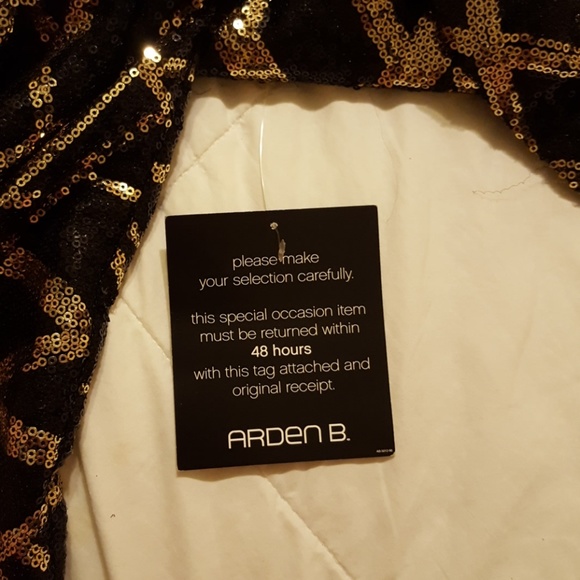 please make
your selection carefully.
this special occasion item
must be returned within
48 hours
with this tag attached and
original receipt.
ARDEN B.